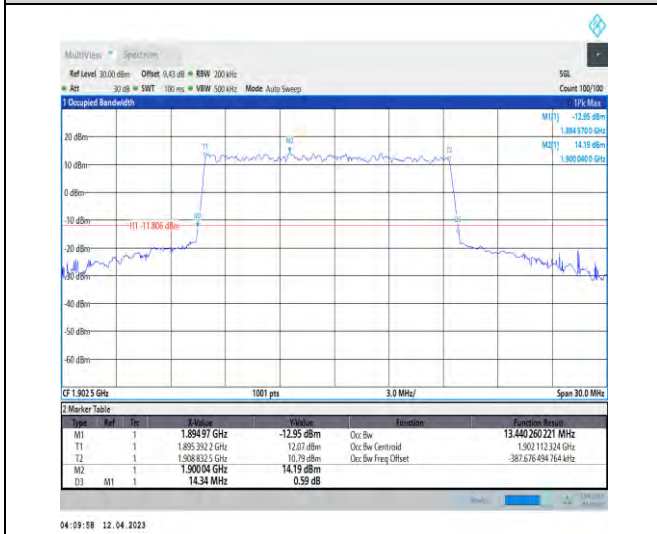 MultiView Spectrum
Ref Level 30.00 dBm Offset 0.43 dB RBW 200 kHz SGL
Att 30 dB SWT 100 ms VBW 500 kHz Mode Auto Sweep Count 100/100
1 Occupied Bandwidth 1Pk Max
M1[1] -12.95 dBm
1.894 970 0 GHz
M2[1] 14.19 dBm
1.900 040 0 GHz
20 dBm
T1 M2 T2
10 dBm
0 dBm
-10 dBm
H1 -11.806 dBm
-20 dBm
-30 dBm
-40 dBm
-50 dBm
-60 dBm
CF 1.902 5 GHz 1001 pts 3.0 MHz/ Span 30.0 MHz
2 Marker Table
Type Ref Trc X-Value Y-Value Function Function Result
M1 1 1.894 97 GHz -12.95 dBm Occ Bw 13.440 260 221 MHz
T1 1 1.895 392 2 GHz 12.07 dBm Occ Bw Centroid 1.902 112 324 GHz
T2 1 1.908 832 5 GHz 10.79 dBm Occ Bw Freq Offset -387.676 494 764 kHz
M2 1 1.900 04 GHz 14.19 dBm
D3 M1 1 14.34 MHz 0.59 dB
04:09:58 12.04.2023